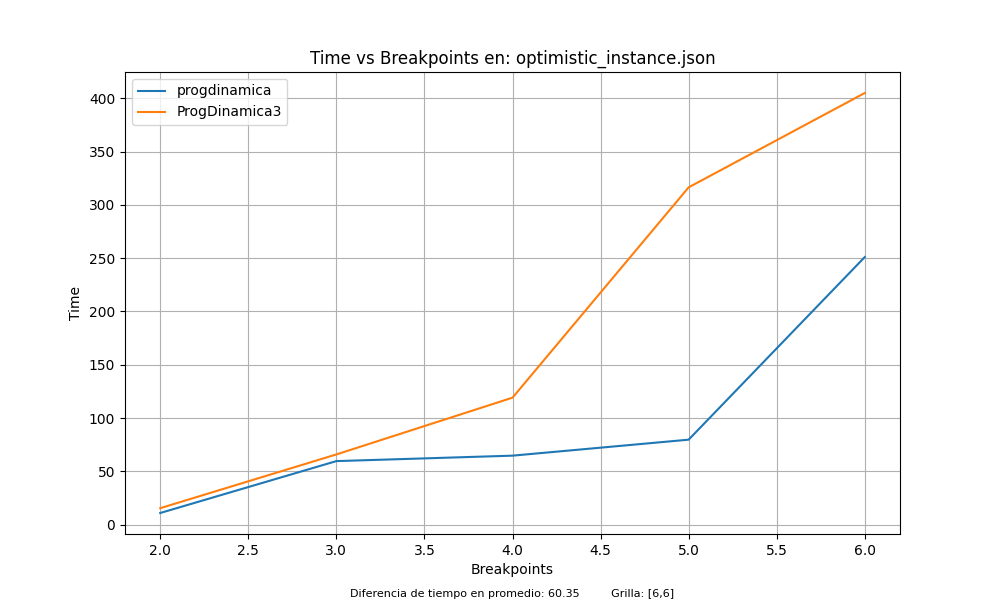 Time vs Breakpoints en: optimistic_instance.json
progdinamica
ProgDinamica3
400
350
300
250
200
150
100
50
0
Time
2.0 2.5 3.0 3.5 4.0 4.5 5.0 5.5 6.0
Breakpoints
Diferencia de tiempo en promedio: 60.35 Grilla: [6,6]